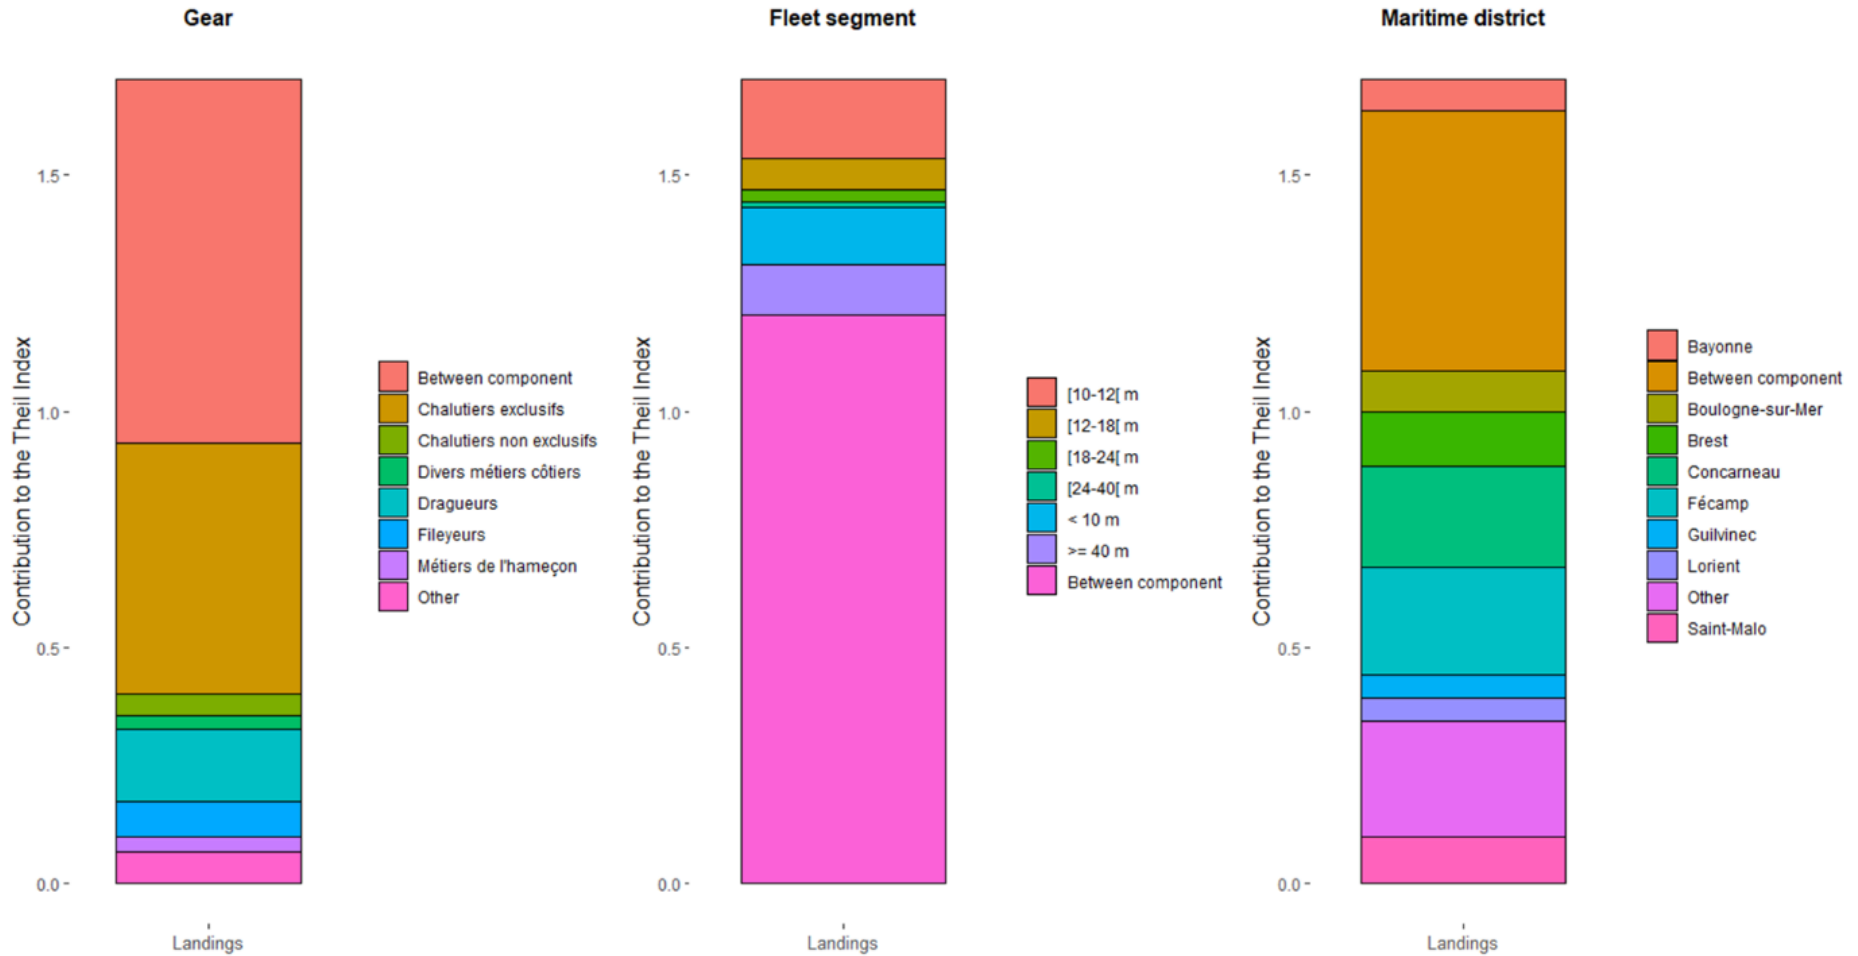 Gear
Contribution to the Theil Index
1.5
1.0
0.5
0.0
Landings
Between component
Chalutiers exclusifs
Chalutiers non exclusifs
Divers métiers côtiers
Dragueurs
Fileyeurs
Métiers de l'hameçon
Other
Fleet segment
Contribution to the Theil Index
1.5
1.0
0.5
0.0
Landings
[10-12[ m
[12-18[ m
[18-24[ m
[24-40[ m
< 10 m
>= 40 m
Between component
Maritime district
Contribution to the Theil Index
1.5
1.0
0.5
0.0
Landings
Bayonne
Between component
Boulogne-sur-Mer
Brest
Concarneau
Fécamp
Guilvinec
Lorient
Other
Saint-Malo